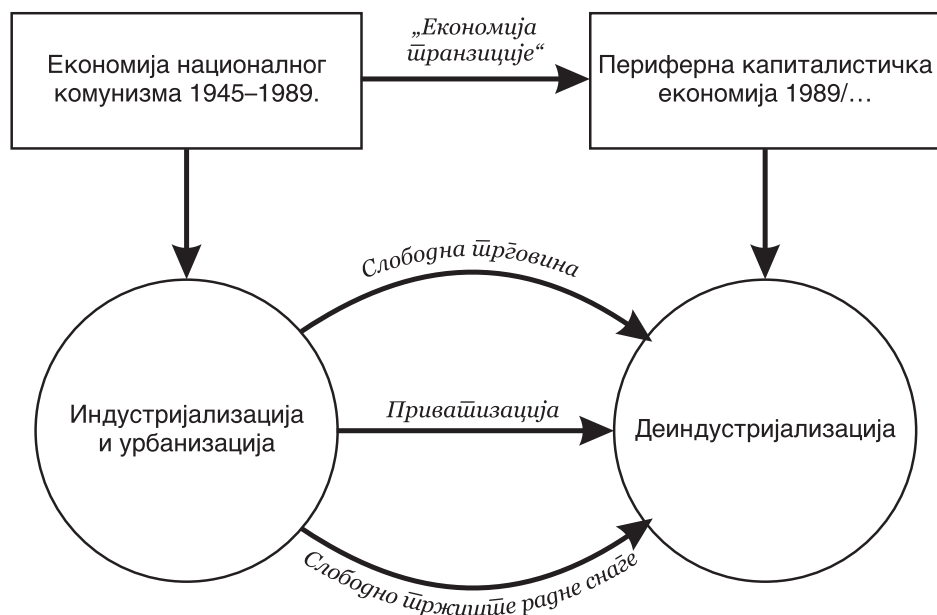 Економија националног
комунизма 1945–1989.
„Економија
транзиције“
Периферна капиталистичка
економија 1989/...
Слободна трговина
Индустријализација
и урбанизација
Приватизација
Деиндустријализација
Слободно тржиште радне снаге